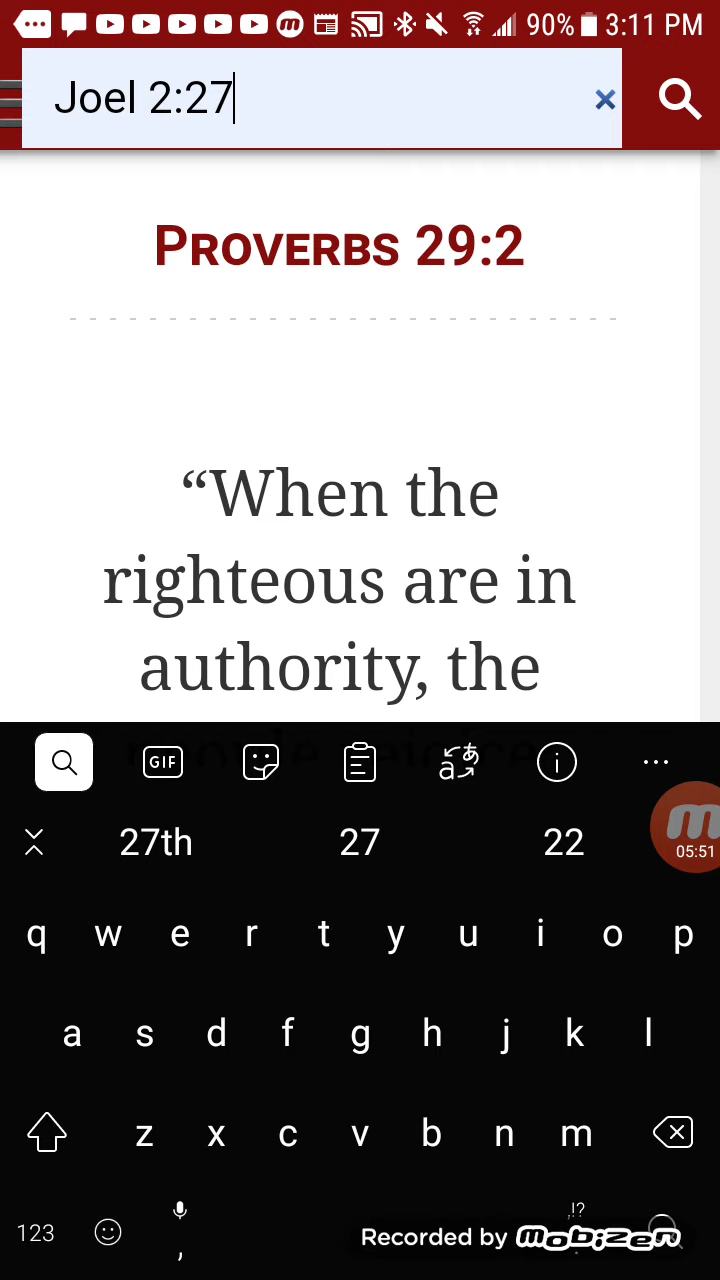 90% 3:11 PM
Joel 2:27
PROVERBS 29:2
“When the
righteous are in
authority, the
GIF
27th 27 22
05:51
q w e r t y u i o p
a s d f g h j k l
z x c v b n m
123 , ,!? .
Recorded by mobizen